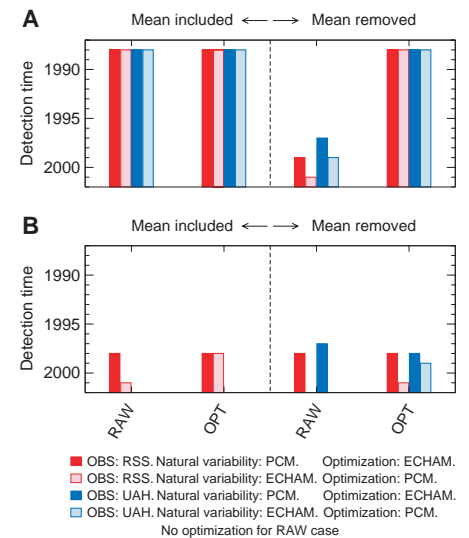 A
Mean included ← → Mean removed
Detection time
1990
1995
2000
B
Mean included ← → Mean removed
Detection time
1990
1995
2000
RAW
OPT
RAW
OPT
OBS: RSS. Natural variability: PCM. Optimization: ECHAM.
OBS: RSS. Natural variability: ECHAM. Optimization: PCM.
OBS: UAH. Natural variability: PCM. Optimization: ECHAM.
OBS: UAH. Natural variability: ECHAM. Optimization: PCM.
No optimization for RAW case